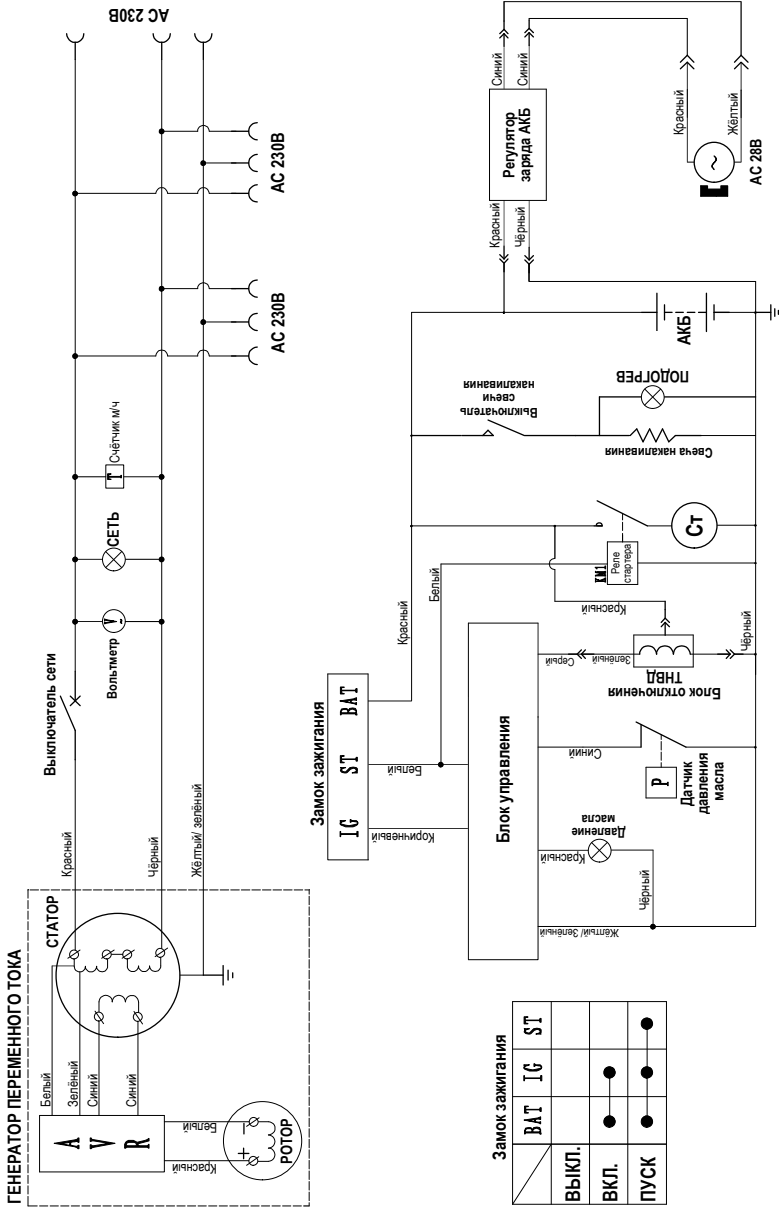 ГЕНЕРАТОР ПЕРЕМЕННОГО ТОКА
A V R
Белый
Зелёный
Синий
Синий
Красный
Белый
+
−
РОТОР
СТАТОР
Красный
Чёрный
Жёлтый/ зелёный
Выключатель сети
Вольтметр
V
СЕТЬ
T
Счётчик м/ч
АС 230В
АС 230В
АС 230В
Замок зажигания
BAT IG ST
ВЫКЛ.
ВКЛ.
ПУСК
Замок зажигания
IG ST BAT
Коричневый
Белый
Красный
Белый
Блок управления
Жёлтый/ Зелёный
Красный
Давление
масла
Чёрный
Синий
P
Датчик
давления
масла
Серый
Зелёный
Блок отключения
ТНВД
Красный
Чёрный
KM1
Реле
стартера
Ст
Выключатель
свечи
накаливания
Свеча накаливания
ПОДОГРЕВ
АКБ
Красный
Чёрный
Регулятор
заряда АКБ
Синий
Синий
Красный
Жёлтый
~
АС 28В